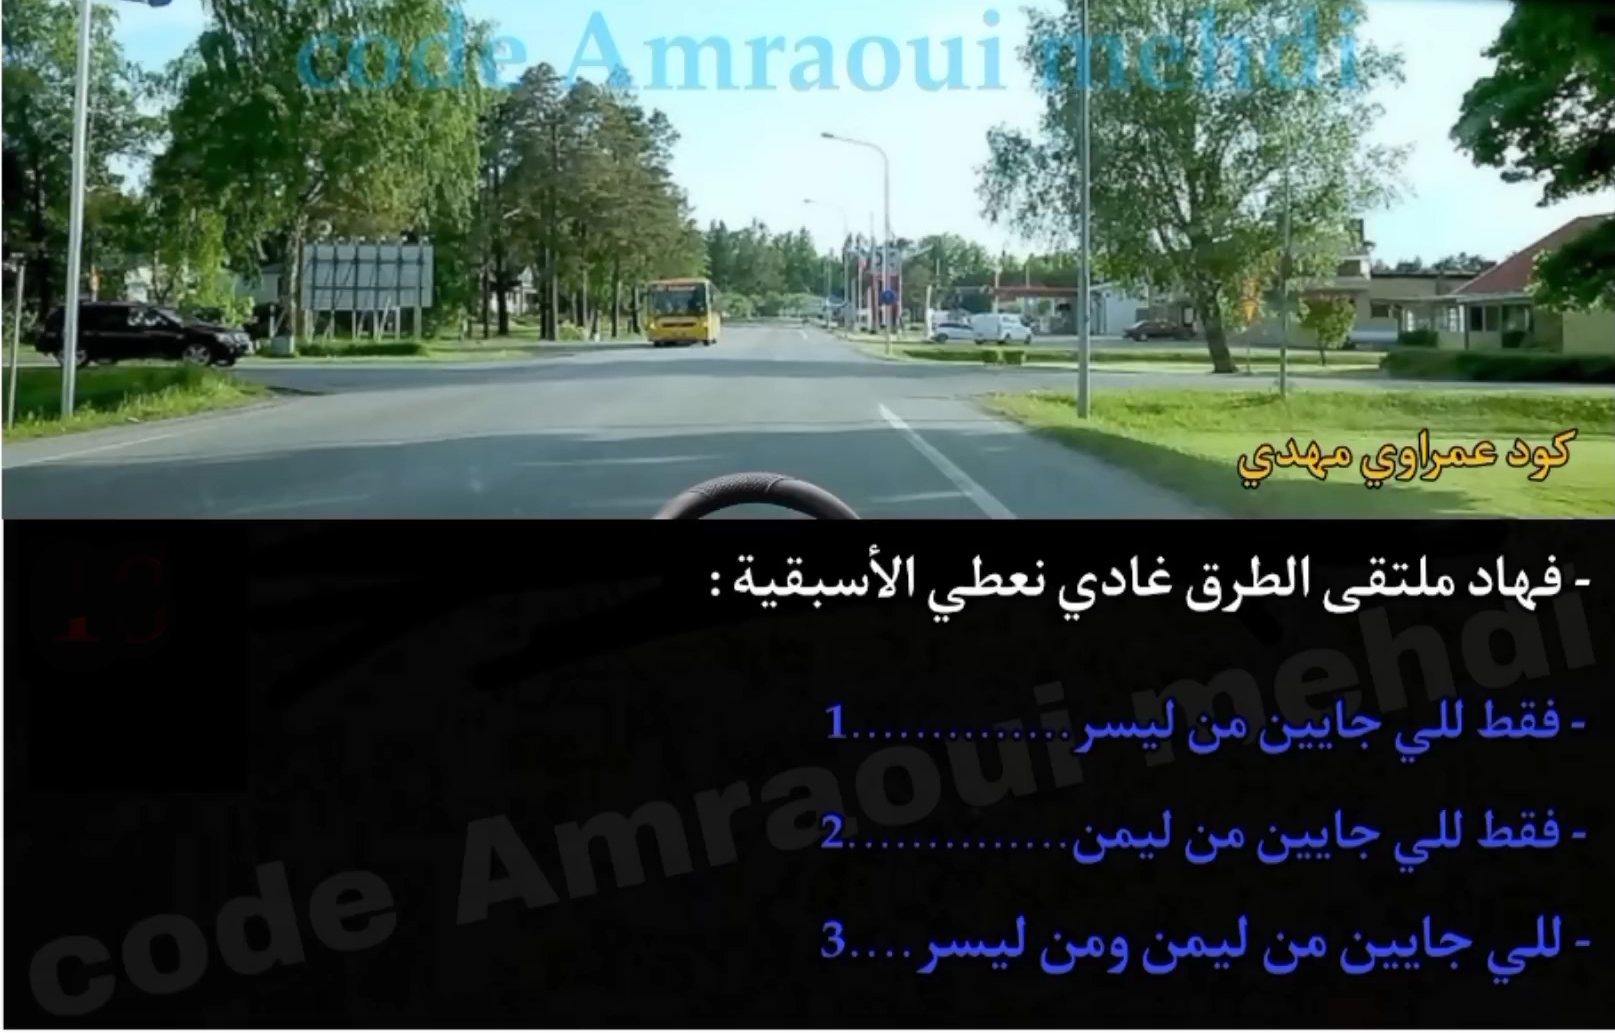 code Amraoui mehdi
كود عمراوي مهدي
- فهاد ملتقى الطرق غادي نعطي الأسبقية :
- فقط للي جايين من ليسر..............1
- فقط للي جايين من ليمن..............2
- للي جايين من ليمن ومن ليسر....3
code Amraoui mehdi